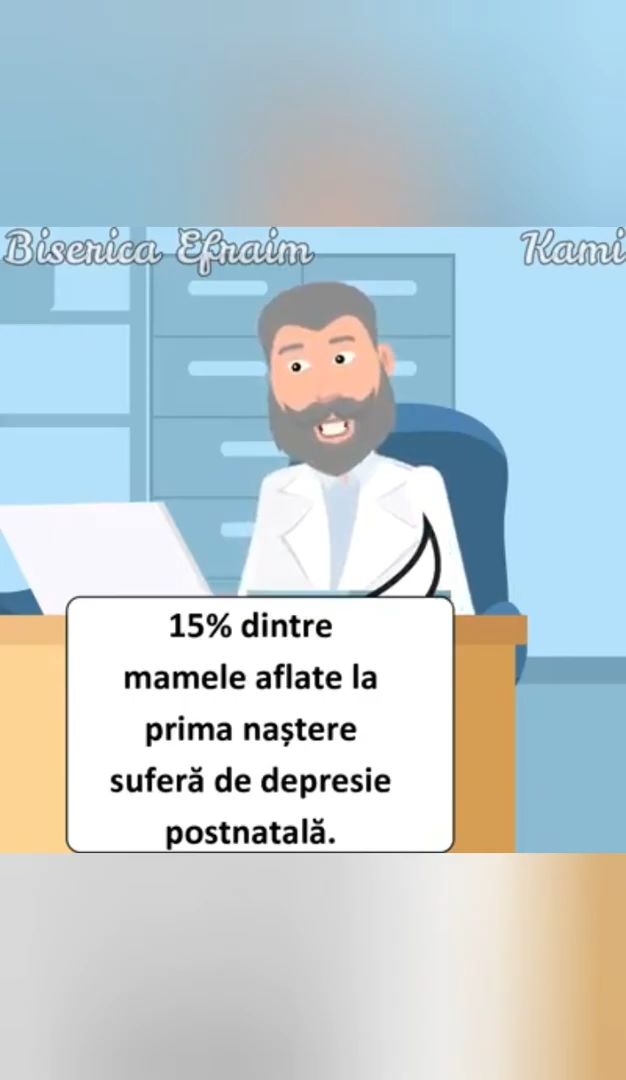 Biserica Efraim Kami
15% dintre
mamele aflate la
prima naștere
suferă de depresie
postnatală.